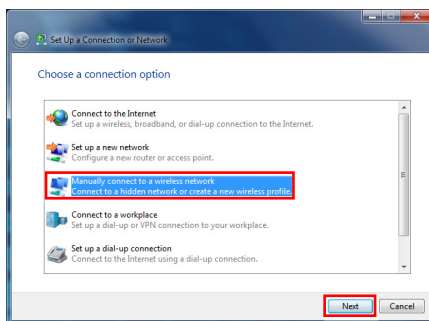 Set Up a Connection or Network
Choose a connection option
Connect to the Internet
Set up a wireless, broadband, or dial-up connection to the Internet.
Set up a new network
Configure a new router or access point.
Manually connect to a wireless network
Connect to a hidden network or create a new wireless profile.
Connect to a workplace
Set up a dial-up or VPN connection to your workplace.
Set up a dial-up connection
Connect to the Internet using a dial-up connection.
Next Cancel